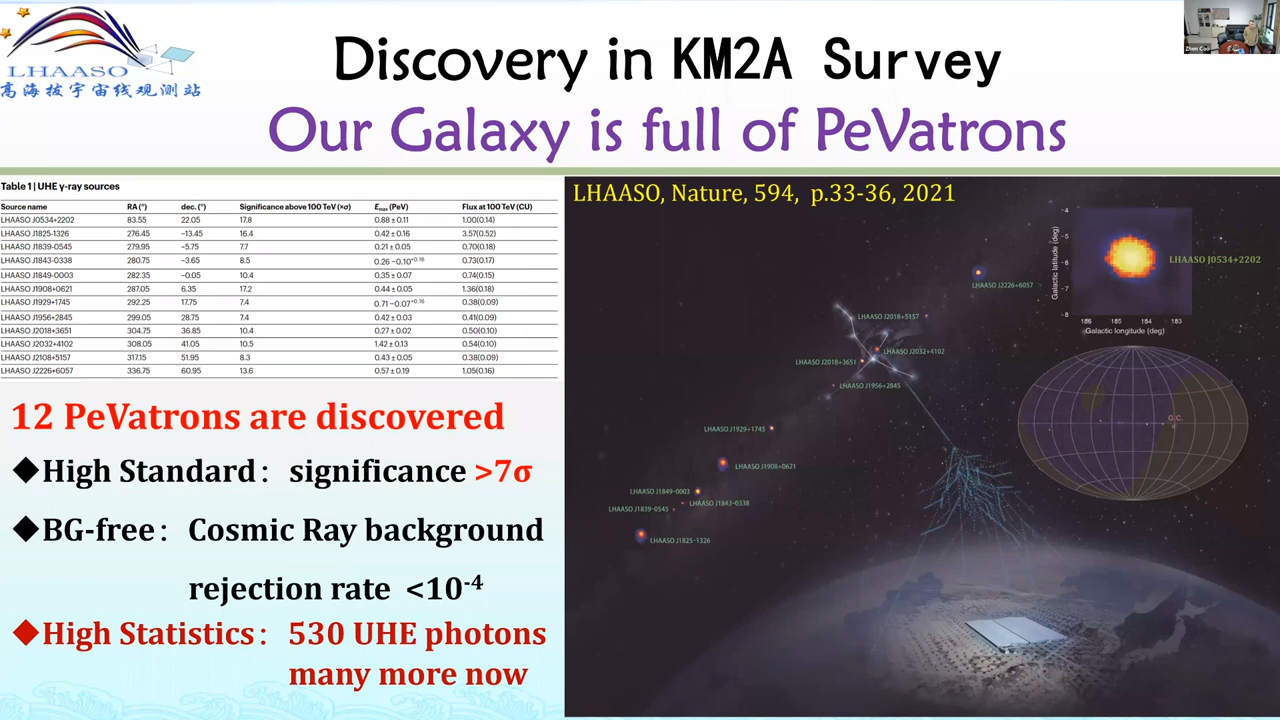 LHAASO
高海拔宇宙线观测站
Discovery in KM2A Survey
Our Galaxy is full of PeVatrons
Zhen Cao
Table 1 | UHE γ-ray sources
Source name RA (°) dec. (°) Significance above 100 TeV (×σ) Emax (PeV) Flux at 100 TeV (CU)
LHAASO J0534+2202 83.55 22.05 17.8 0.88 ± 0.11 1.00(0.14)
LHAASO J1825-1326 276.45 −13.45 16.4 0.42 ± 0.16 3.57(0.52)
LHAASO J1839-0545 279.95 −5.75 7.7 0.21 ± 0.05 0.70(0.18)
LHAASO J1843-0338 280.75 −3.65 8.5 0.26 −0.10+0.16 0.73(0.17)
LHAASO J1849-0003 282.35 −0.05 10.4 0.35 ± 0.07 0.74(0.15)
LHAASO J1908+0621 287.05 6.35 17.2 0.44 ± 0.05 1.36(0.18)
LHAASO J1929+1745 292.25 17.75 7.4 0.71 −0.07+0.16 0.38(0.09)
LHAASO J1956+2845 299.05 28.75 7.4 0.42 ± 0.03 0.41(0.09)
LHAASO J2018+3651 304.75 36.85 10.4 0.27 ± 0.02 0.50(0.10)
LHAASO J2032+4102 308.05 41.05 10.5 1.42 ± 0.13 0.54(0.10)
LHAASO J2108+5157 317.15 51.95 8.3 0.43 ± 0.05 0.38(0.09)
LHAASO J2226+6057 336.75 60.95 13.6 0.57 ± 0.19 1.05(0.16)
12 PeVatrons are discovered
◆High Standard： significance >7σ
◆BG-free： Cosmic Ray background
rejection rate <10-4
◆High Statistics： 530 UHE photons
many more now
LHAASO, Nature, 594, p.33-36, 2021
Galactic latitude (deg)
-4
-5
-6
-7
-8
186 185 184 183
Galactic longitude (deg)
LHAASO J0534+2202
LHAASO J2226+6057
LHAASO J2018+5157
LHAASO J2032+4102
LHAASO J2018+3651
LHAASO J1956+2845
G.C.
LHAASO J1929+1745
LHAASO J1908+0621
LHAASO J1849-0003
LHAASO J1843-0338
LHAASO J1839-0545
LHAASO J1825-1326